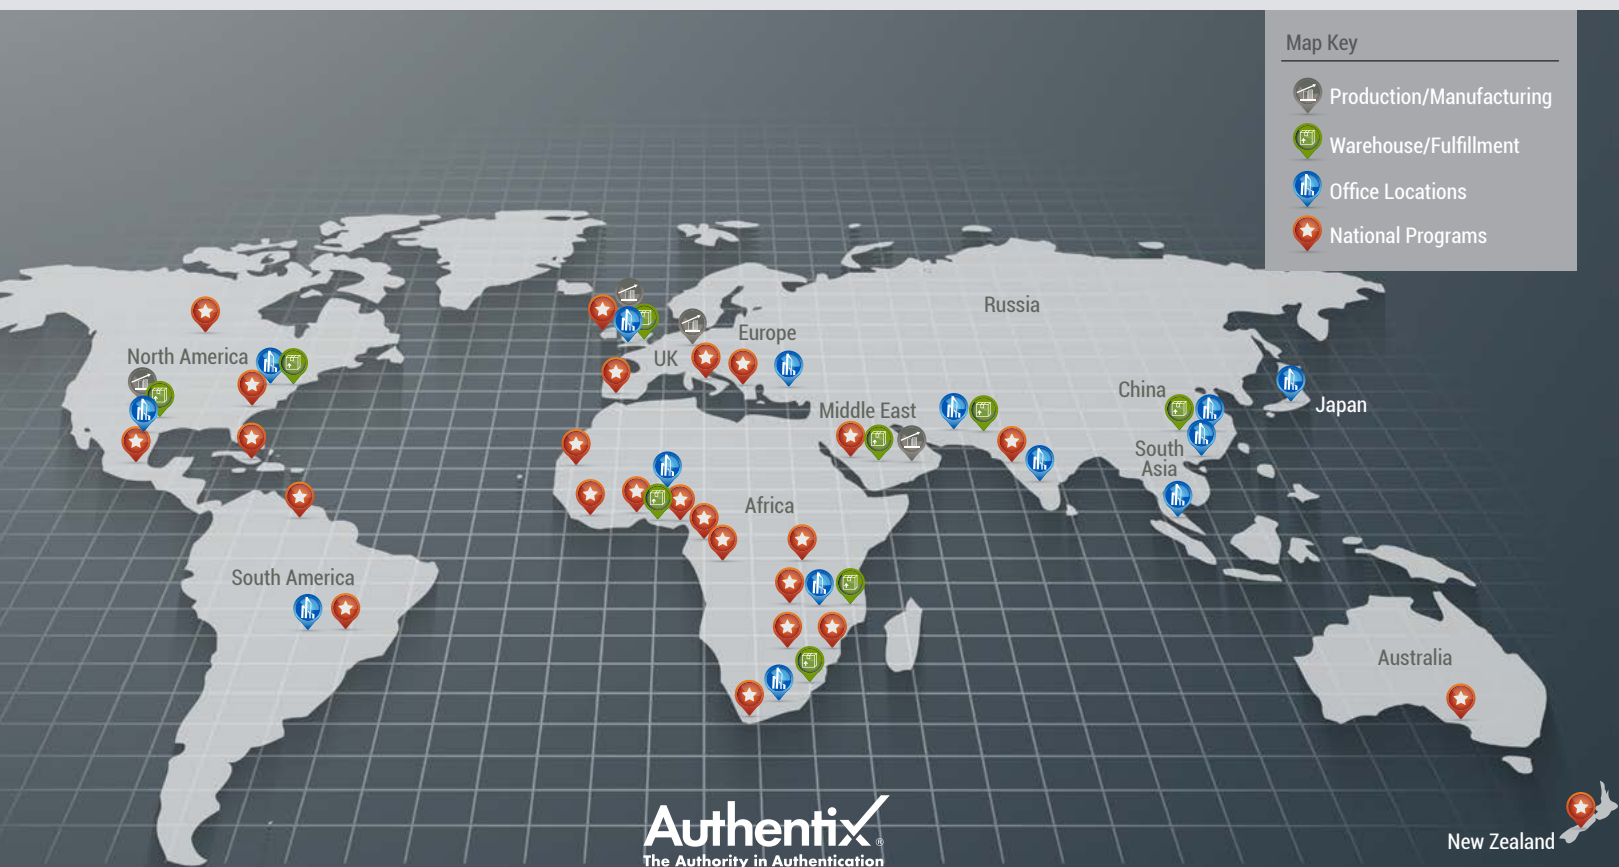 Map Key
Production/Manufacturing
Warehouse/Fulfillment
Office Locations
National Programs
Russia
Europe
UK
North America
China
Middle East
Japan
South
Asia
Africa
South America
Australia
New Zealand
Authentix®
The Authority in Authentication